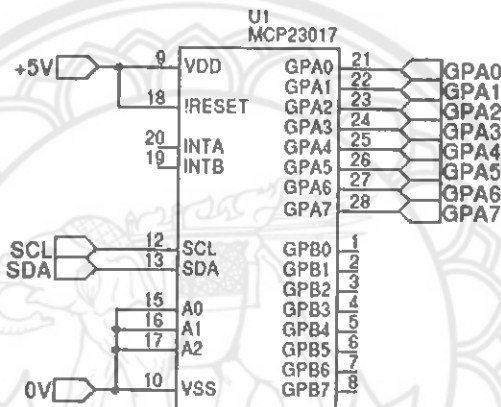 U1
MCP23017
+5V 9 VDD GPA0 21 GPA0
GPA1 22 GPA1
18 !RESET GPA2 23 GPA2
GPA3 24 GPA3
20 INTA GPA4 25 GPA4
19 INTB GPA5 26 GPA5
GPA6 27 GPA6
GPA7 28 GPA7
SCL 12 SCL GPB0 1
SDA 13 SDA GPB1 2
GPB2 3
15 A0 GPB3 4
16 A1 GPB4 5
17 A2 GPB5 6
GPB6 7
0V 10 VSS GPB7 8